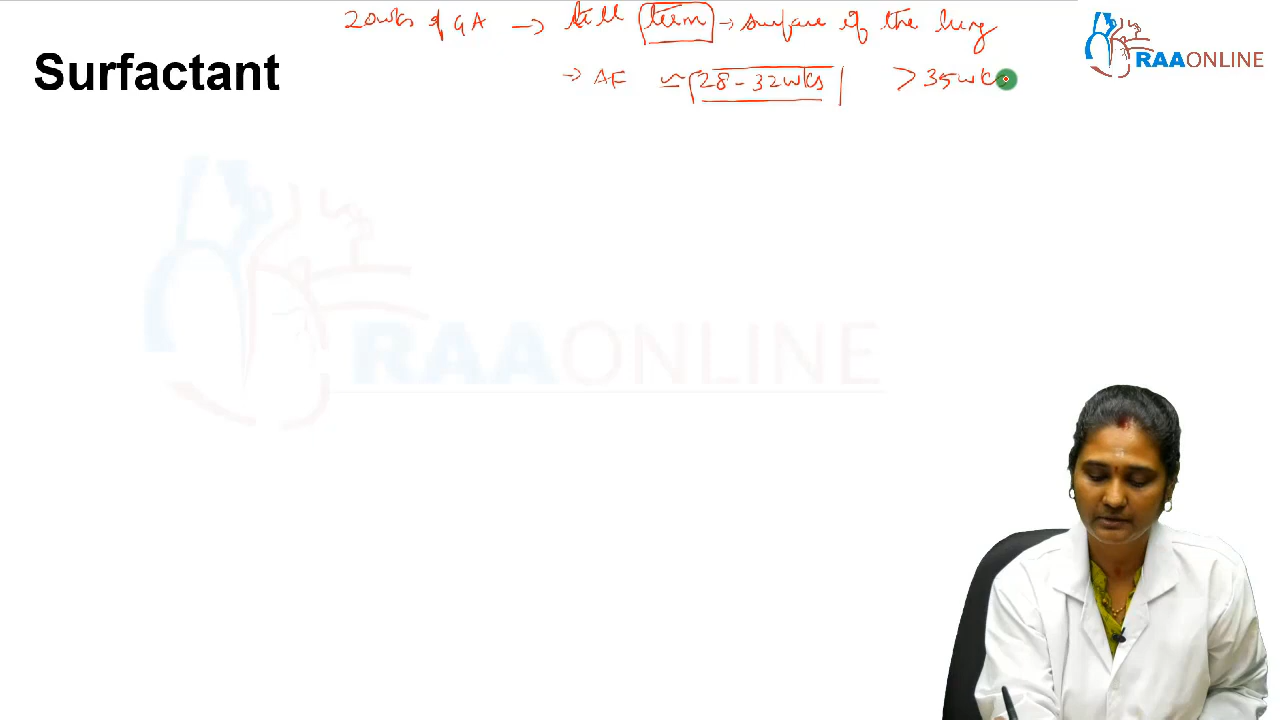 20wks of GA → till term → surface of the lung
RAAONLINE
Surfactant
→ AF ≃ 28 - 32wks > 35wks
RAAONLINE